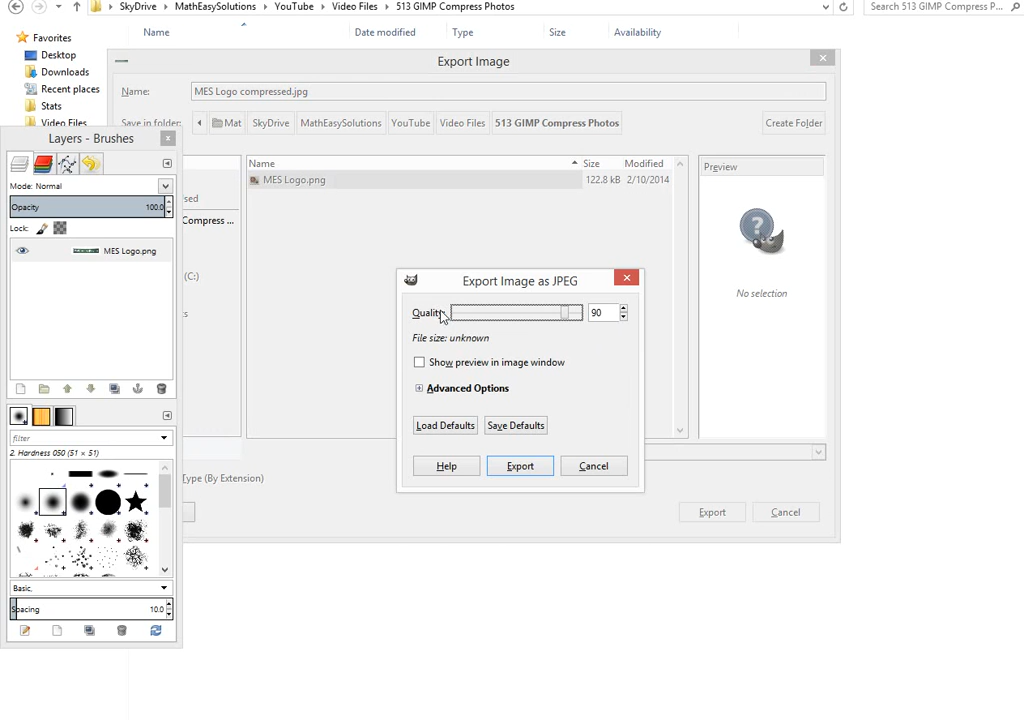 SkyDrive MathEasySolutions YouTube Video Files 513 GIMP Compress Photos
Search 513 GIMP Compress P...
Favorites
Desktop
Downloads
Recent places
Stats
Video Files
Name Date modified Type Size Availability
Export Image
Name: MES Logo compressed.jpg
Save in folder: Mat SkyDrive MathEasySolutions YouTube Video Files 513 GIMP Compress Photos Create Folder
Name Size Modified
MES Logo.png 122.8 kB 2/10/2014
Preview
No selection
Compress ...
(C:)
Type (By Extension)
Export Cancel
Layers - Brushes
Mode: Normal
Opacity 100.0
Lock:
MES Logo.png
filter
2. Hardness 050 (51 × 51)
Basic,
Spacing 10.0
Export Image as JPEG
Quality: 90
File size: unknown
Show preview in image window
Advanced Options
Load Defaults Save Defaults
Help Export Cancel